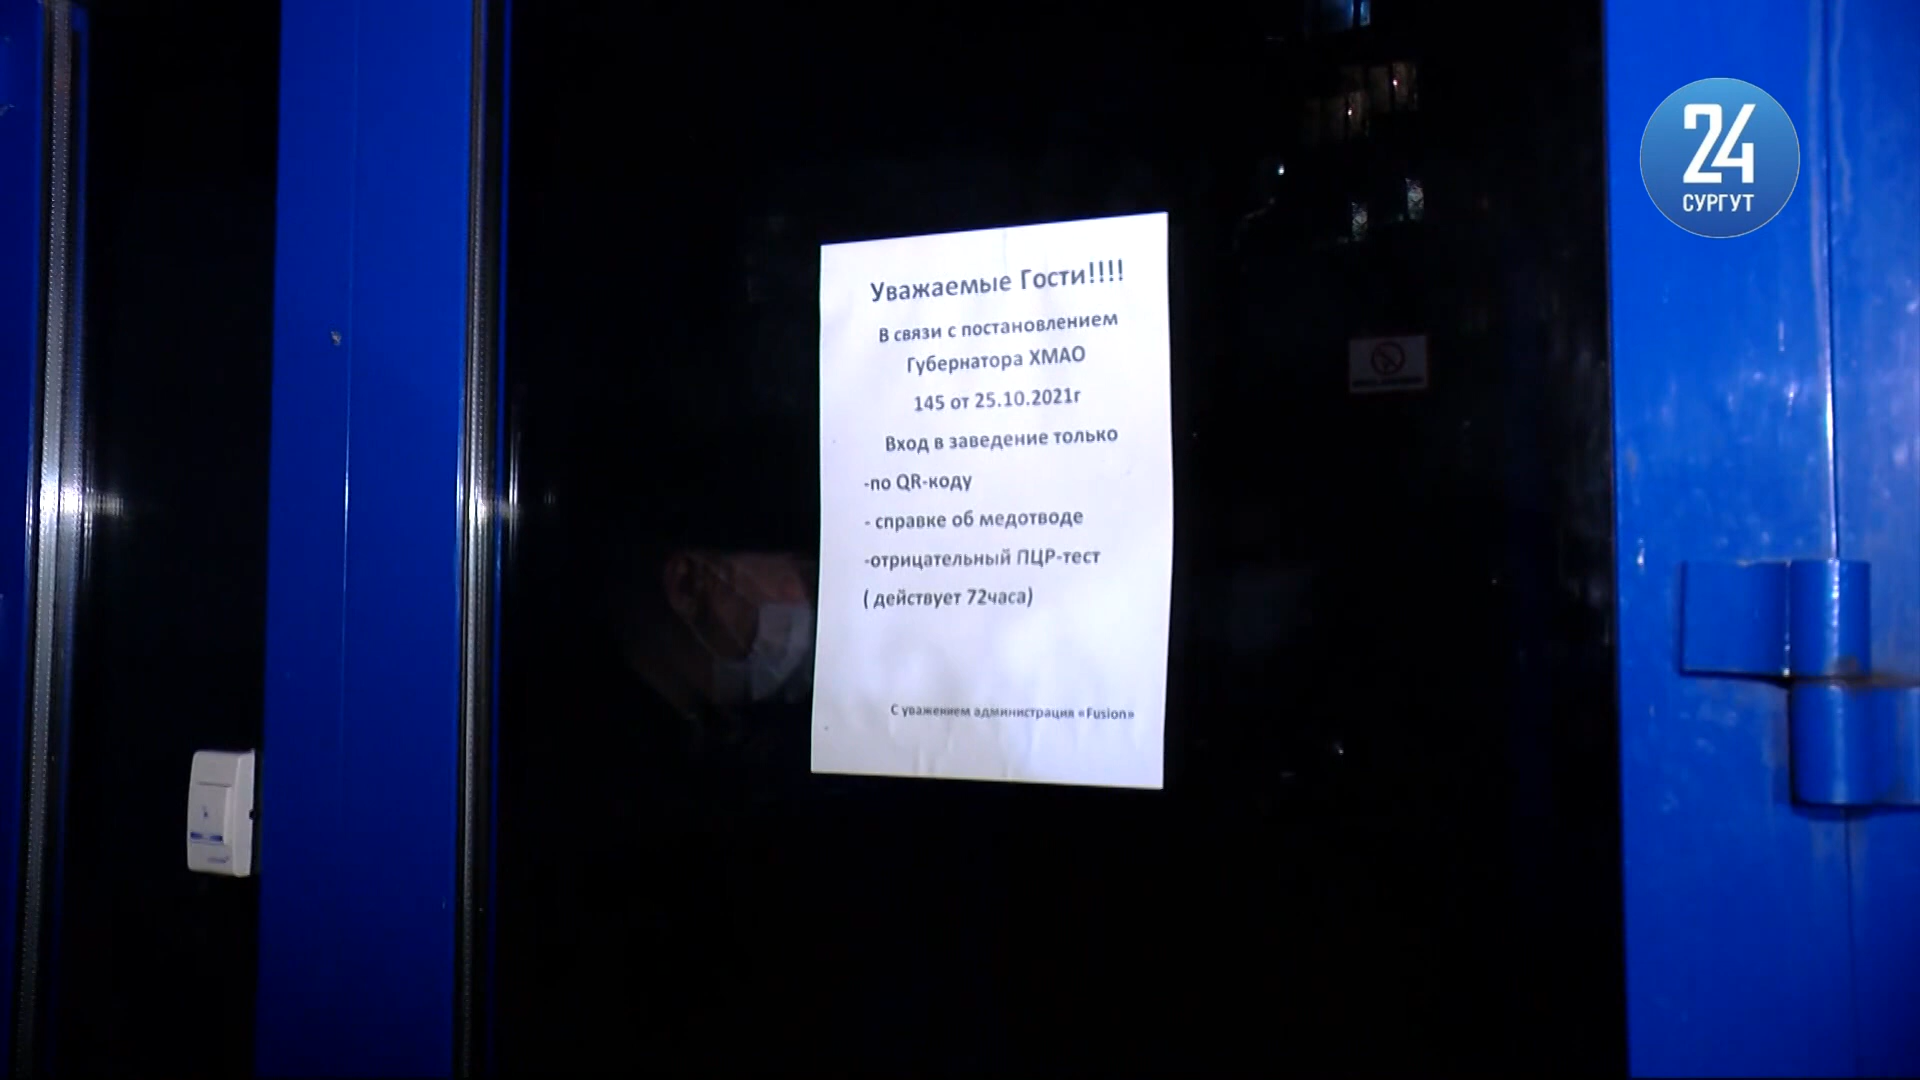 24
СУРГУТ
Уважаемые Гости!!!!
В связи с постановлением
Губернатора ХМАО
145 от 25.10.2021г
Вход в заведение только
-по QR-коду
- справке об медотводе
-отрицательный ПЦР-тест
( действует 72часа)
С уважением администрация «Fusion»